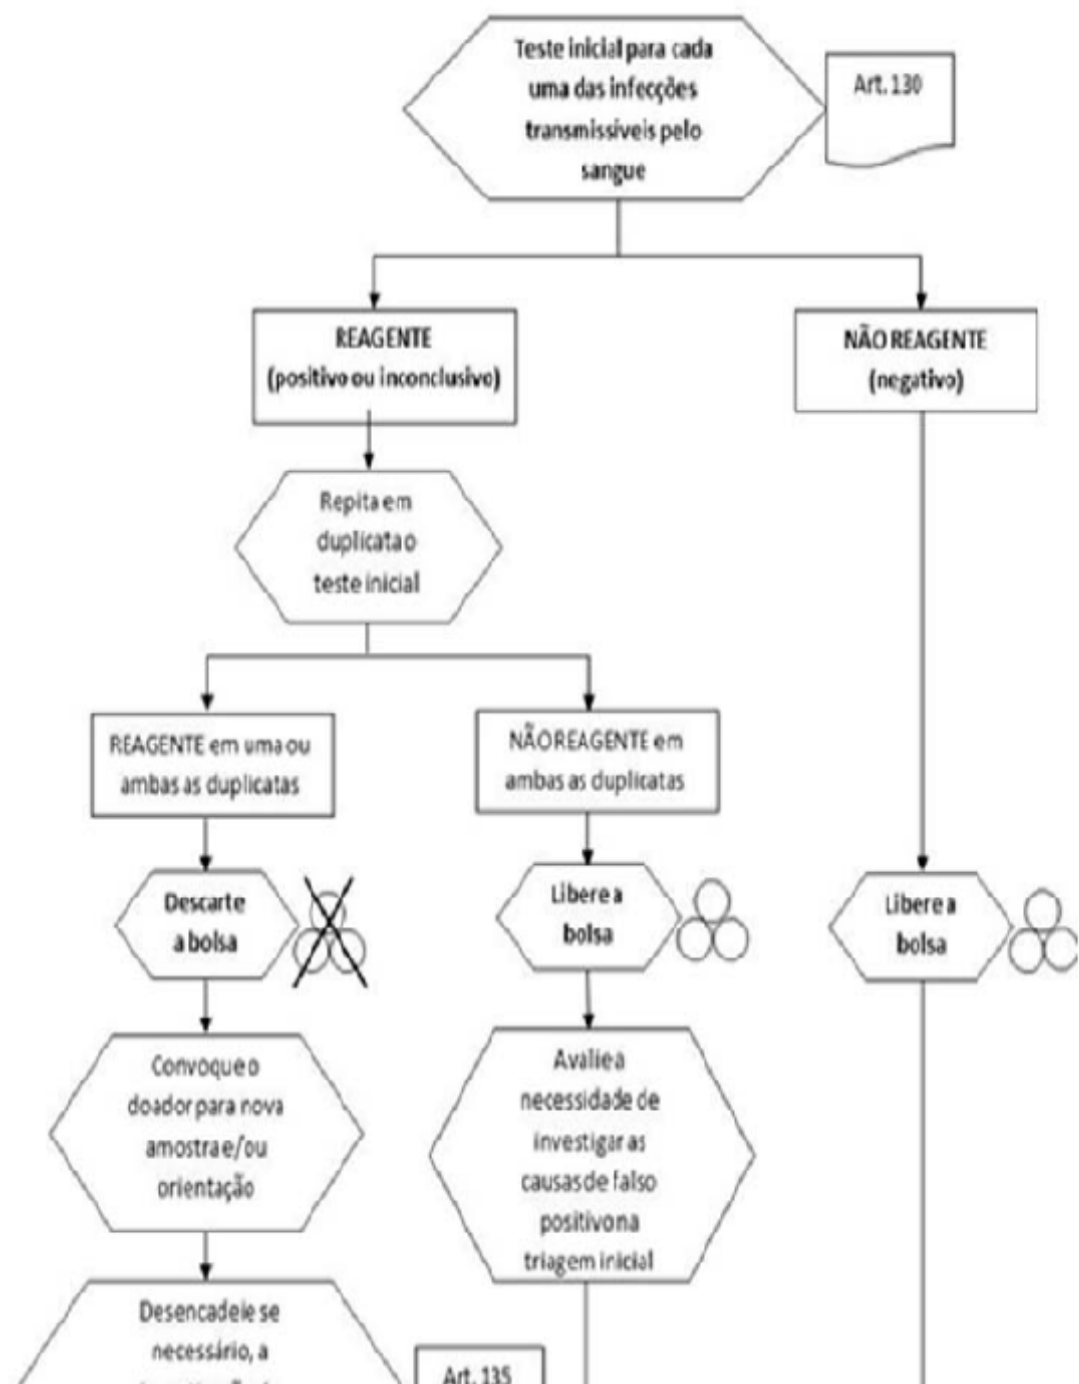 Teste inicial para cada
uma das infecções
transmissíveis pelo
sangue
Art. 130
REAGENTE
(positivo ou inconclusivo)
NÃO REAGENTE
(negativo)
Repita em
duplicata o
teste inicial
REAGENTE em uma ou
ambas as duplicatas
NÃO REAGENTE em
ambas as duplicatas
Descarte
a bolsa
Libere a
bolsa
Libere a
bolsa
Convoque o
doador para nova
amostra e/ou
orientação
Avalie a
necessidade de
investigar as
causas de falso
positivo na
triagem inicial
Desencadeie se
necessário, a
Art. 135